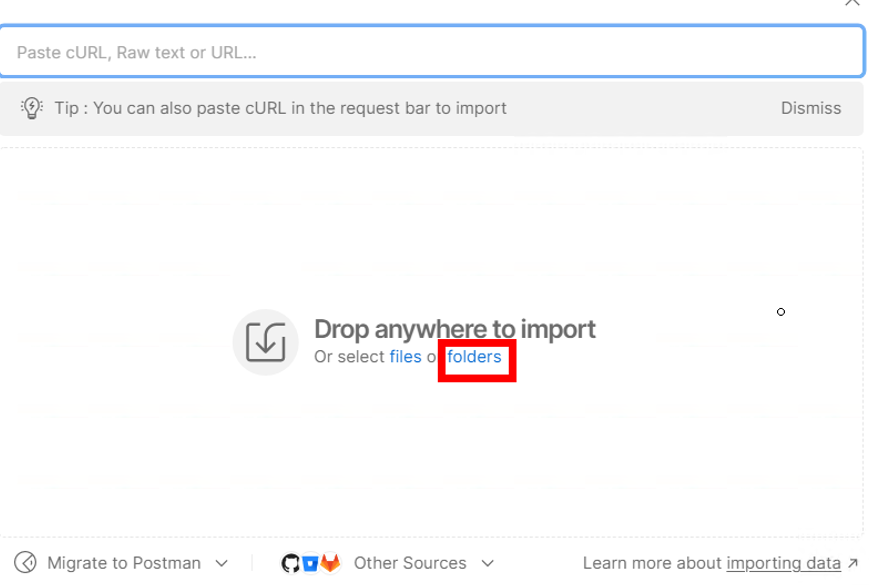 Paste cURL, Raw text or URL...
Tip : You can also paste cURL in the request bar to import
Dismiss
Drop anywhere to import
Or select files o folders
Migrate to Postman
Other Sources
Learn more about importing data